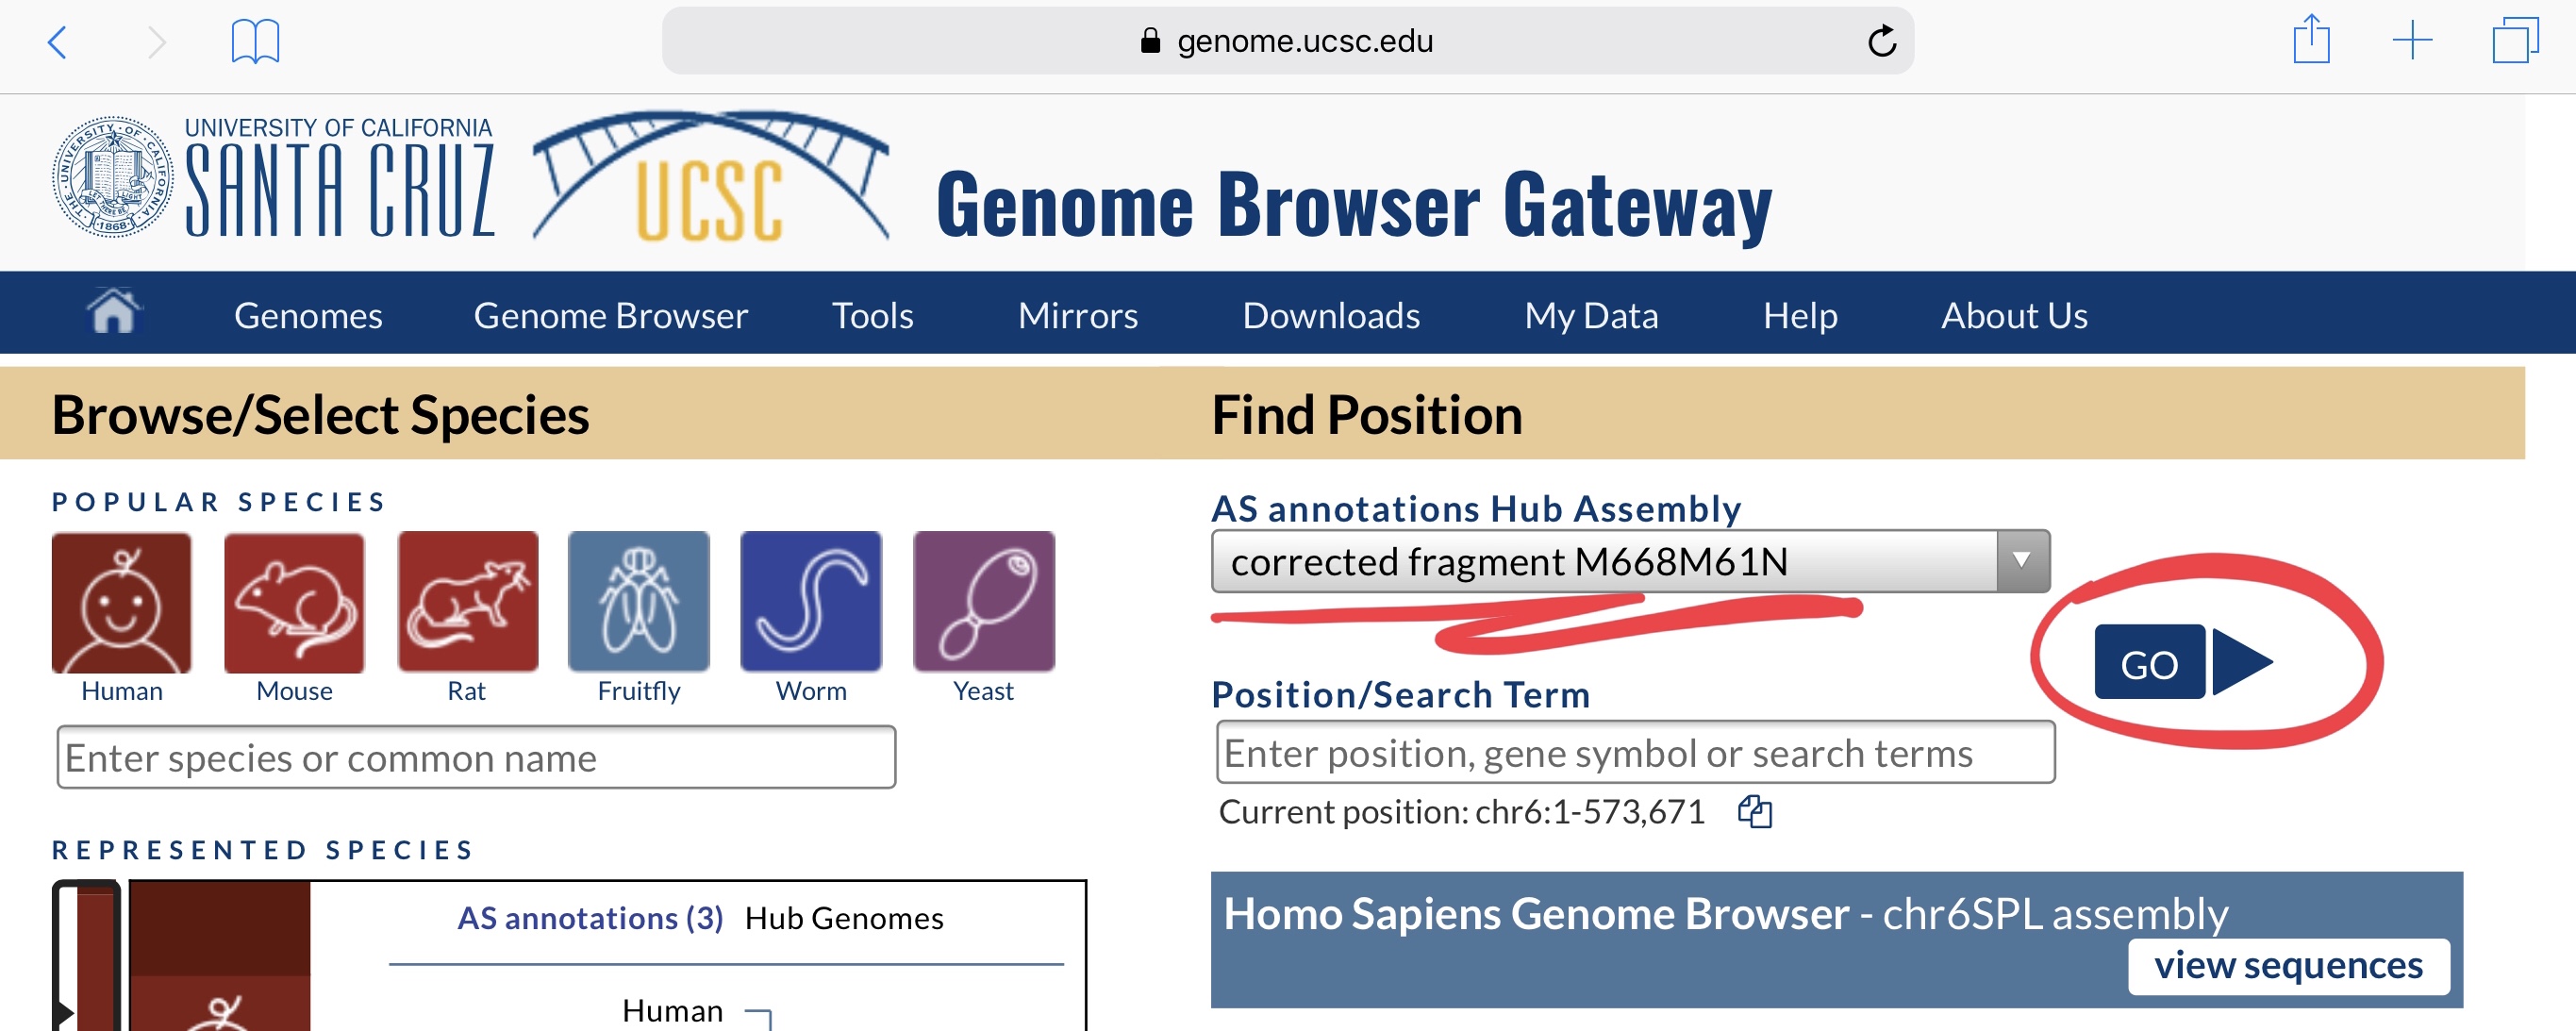 genome.ucsc.edu
UNIVERSITY OF CALIFORNIA
SANTA CRUZ
UCSC
Genome Browser Gateway
Genomes Genome Browser Tools Mirrors Downloads My Data Help About Us
Browse/Select Species
POPULAR SPECIES
Human Mouse Rat Fruitfly Worm Yeast
Enter species or common name
REPRESENTED SPECIES
AS annotations (3) Hub Genomes
Human
Find Position
AS annotations Hub Assembly
corrected fragment M668M61N
GO
Position/Search Term
Enter position, gene symbol or search terms
Current position: chr6:1-573,671
Homo Sapiens Genome Browser - chr6SPL assembly
view sequences